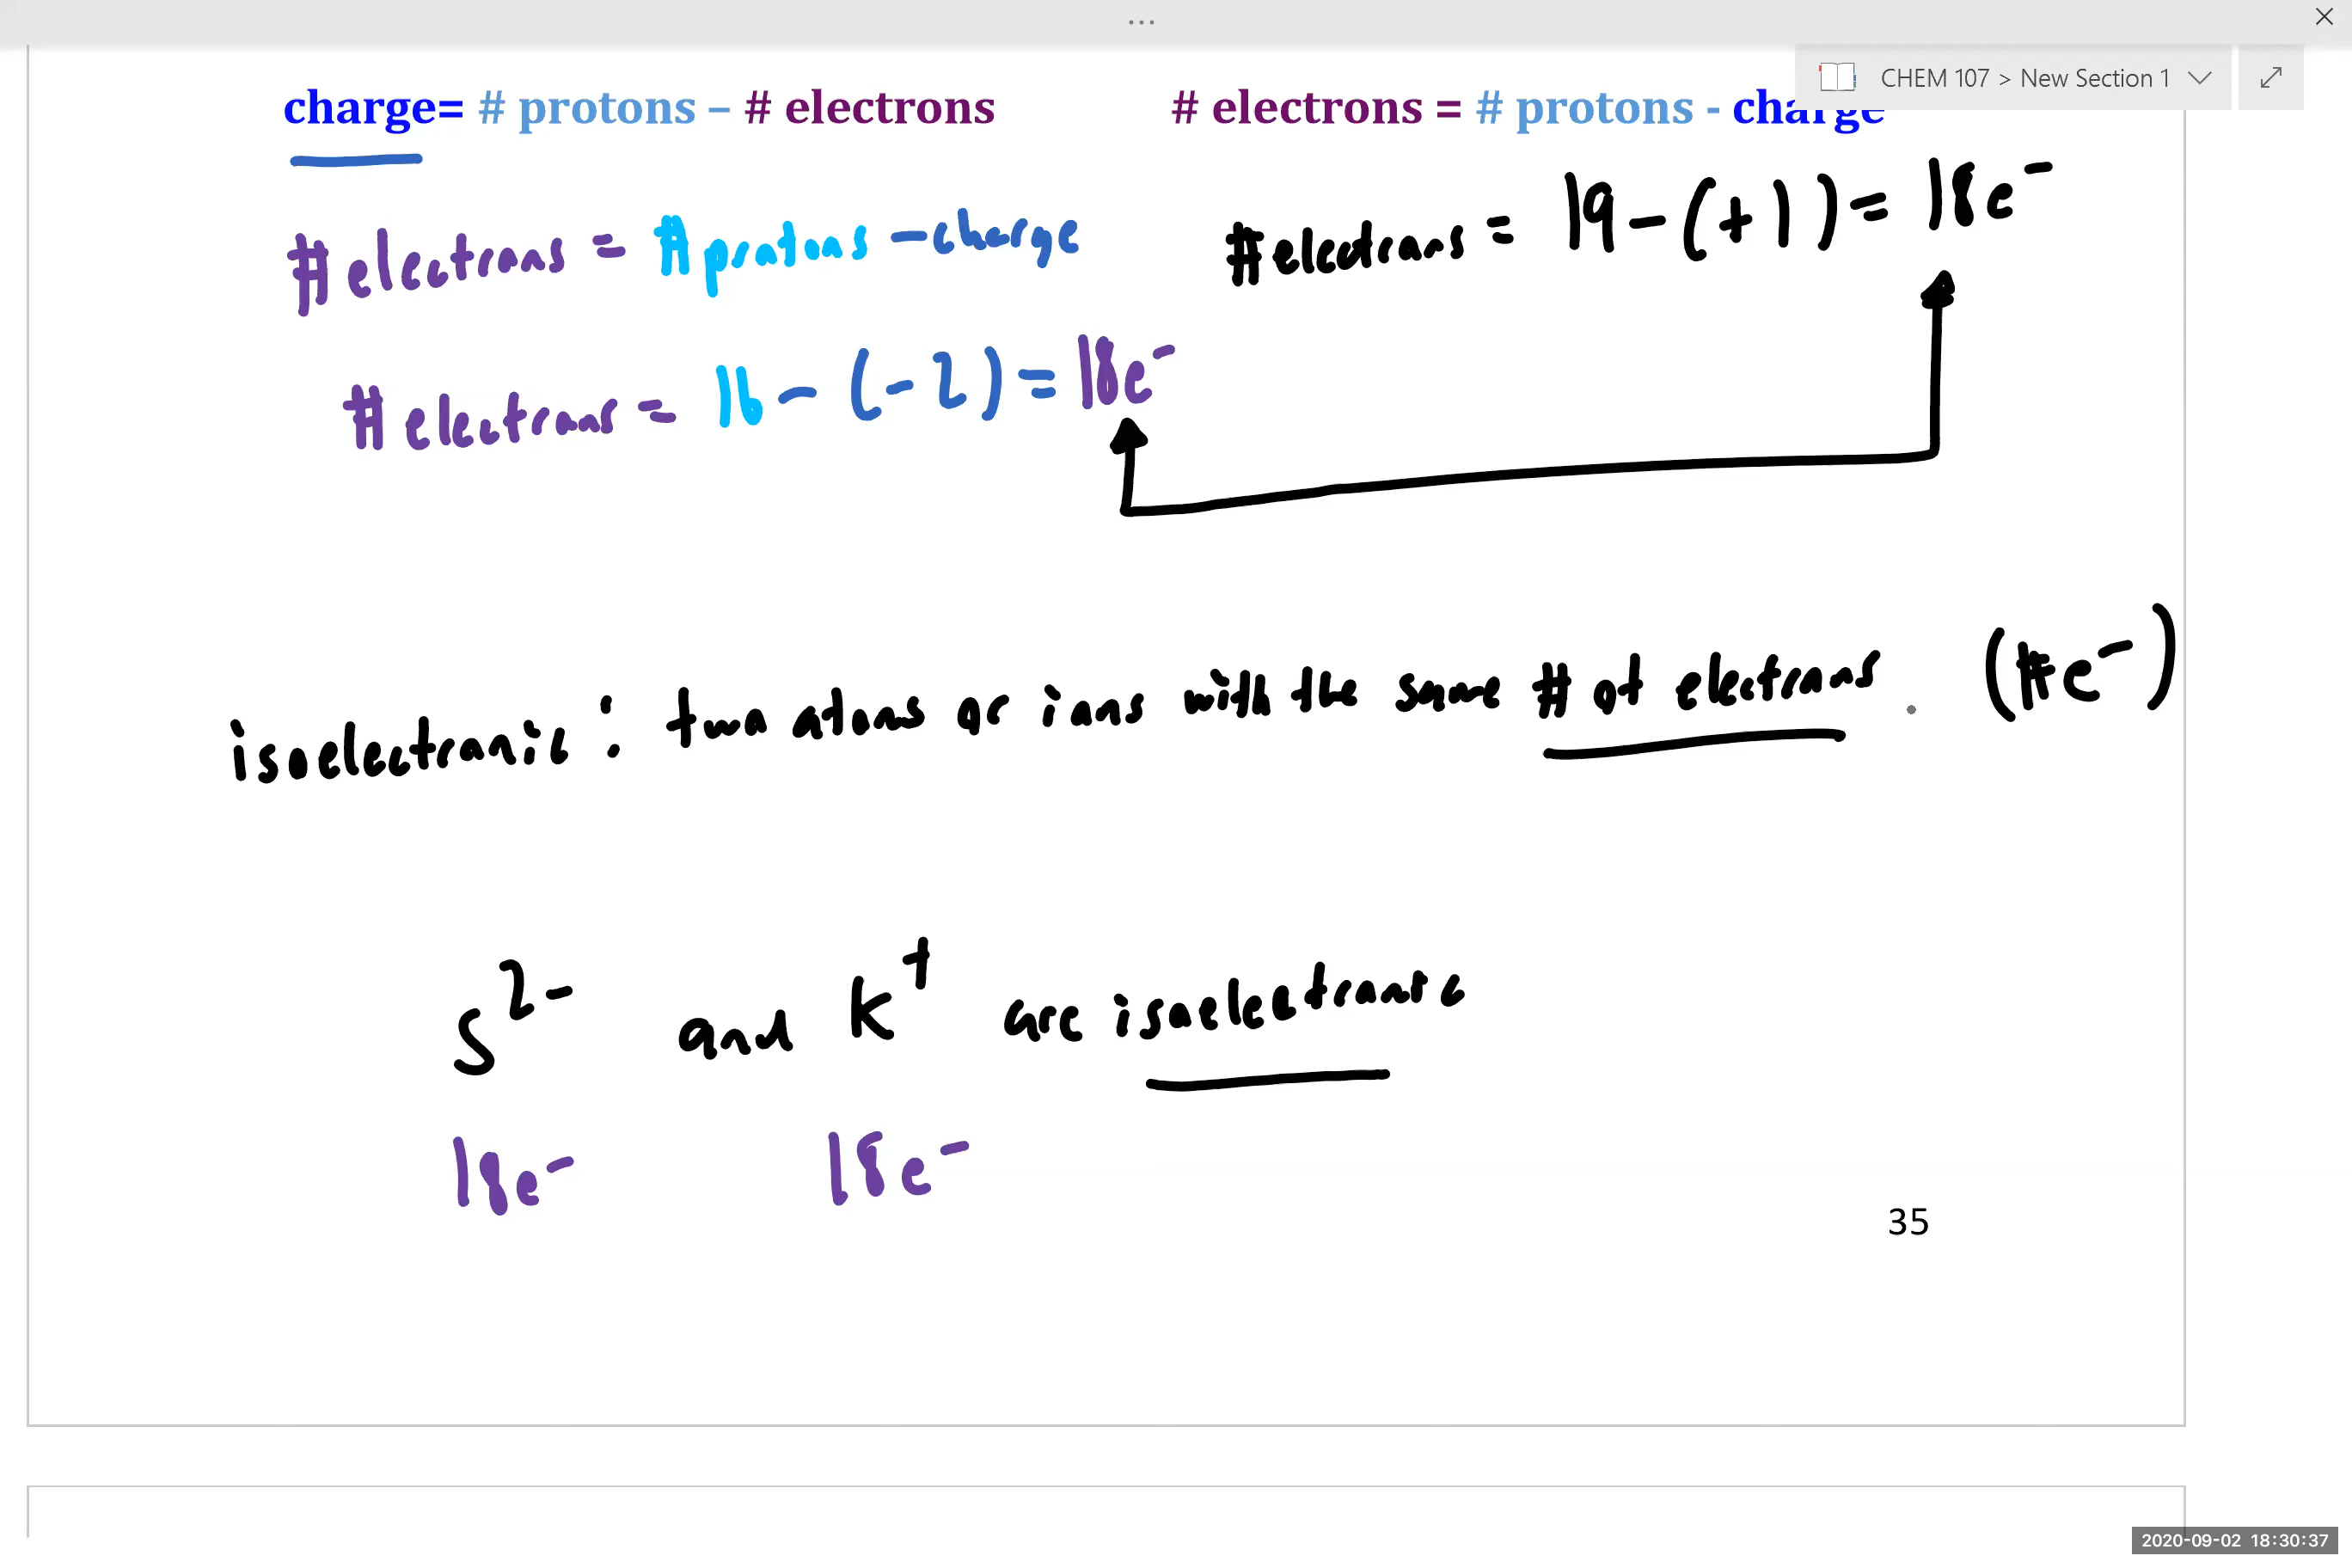 ...
CHEM 107 > New Section 1
charge= # protons – # electrons
# electrons = # protons - charge
#electrons = #protons - charge
#electrons = 19 - (+1) = 18e⁻
#electrons = 16 - (-2) = 18e⁻
isoelectronic : two atoms or ions with the same # of electrons . (#e⁻)
S²⁻ and K⁺ are isoelectronic
18e⁻ 18e⁻
35
2020-09-02 18:30:37